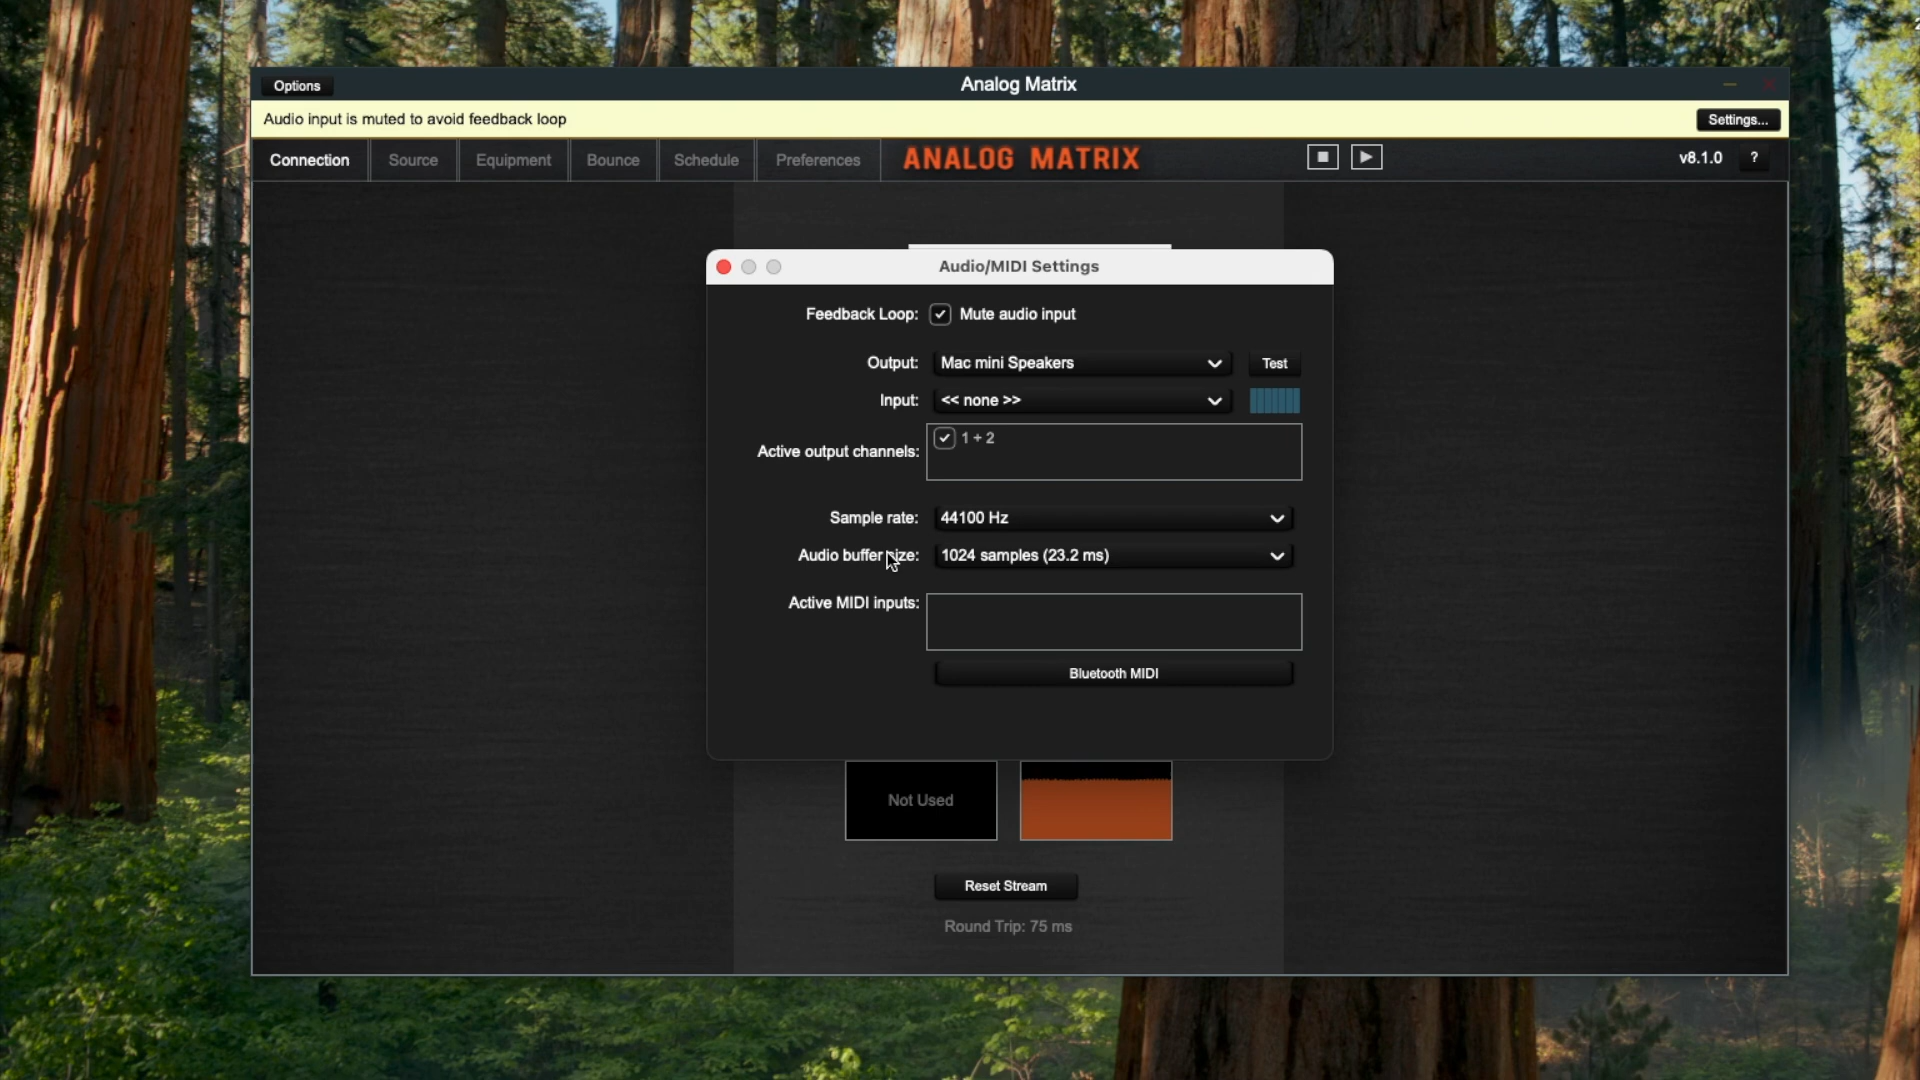 Options
Analog Matrix
Audio input is muted to avoid feedback loop
Settings...
Connection
Source
Equipment
Bounce
Schedule
Preferences
ANALOG MATRIX
v8.1.0
?
Audio/MIDI Settings
Feedback Loop:
Mute audio input
Output:
Mac mini Speakers
Test
Input:
<< none >>
Active output channels:
1 + 2
Sample rate:
44100 Hz
Audio buffer size:
1024 samples (23.2 ms)
Active MIDI inputs:
Bluetooth MIDI
Not Used
Reset Stream
Round Trip: 75 ms